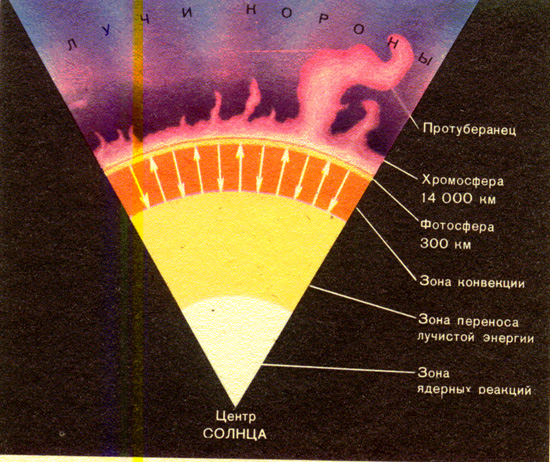 ЛУЧИ КОРОНЫ
Протуберанец
Хромосфера
14 000 км
Фотосфера
300 км
Зона конвекции
Зона переноса
лучистой энергии
Зона
ядерных реакций
Центр
СОЛНЦА